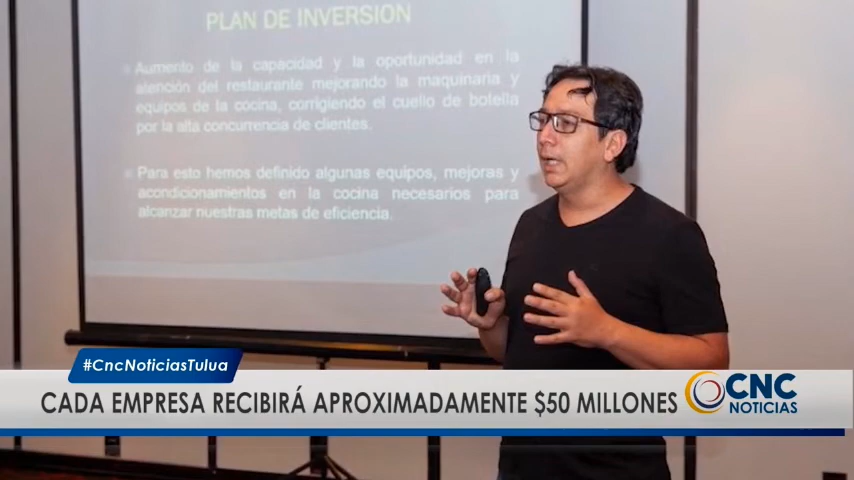 PLAN DE INVERSION
Aumento de la capacidad y la oportunidad en la
atención del restaurante mejorando la maquinaria y
equipos de la cocina, corrigiendo el cuello de botella
por la alta concurrencia de clientes.
Para esto hemos definido algunas equipos, mejoras y
acondicionamientos en la cocina necesarios para
alcanzar nuestras metas de eficiencia.
#CncNoticiasTulua
CADA EMPRESA RECIBIRÁ APROXIMADAMENTE $50 MILLONES
CNC
NOTICIAS